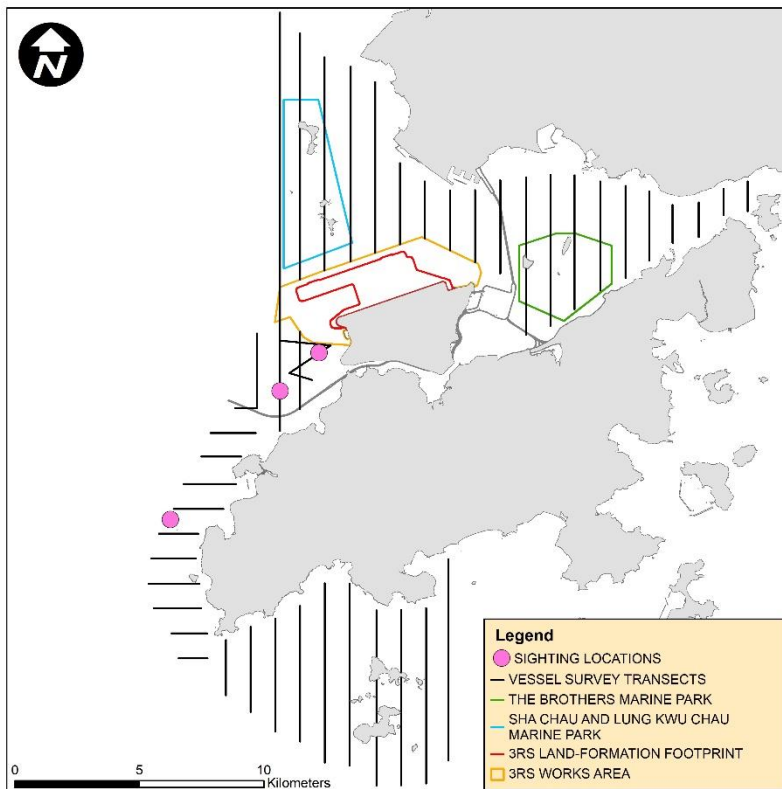 N
Legend
SIGHTING LOCATIONS
VESSEL SURVEY TRANSECTS
THE BROTHERS MARINE PARK
SHA CHAU AND LUNG KWU CHAU
MARINE PARK
3RS LAND-FORMATION FOOTPRINT
3RS WORKS AREA
0 5 10
Kilometers